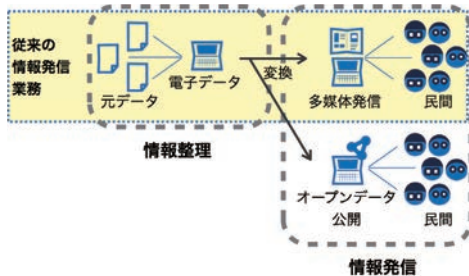 従来の
情報発信
業務
元データ
電子データ
変換
多媒体発信
民間
情報整理
オープンデータ
公開
民間
情報発信